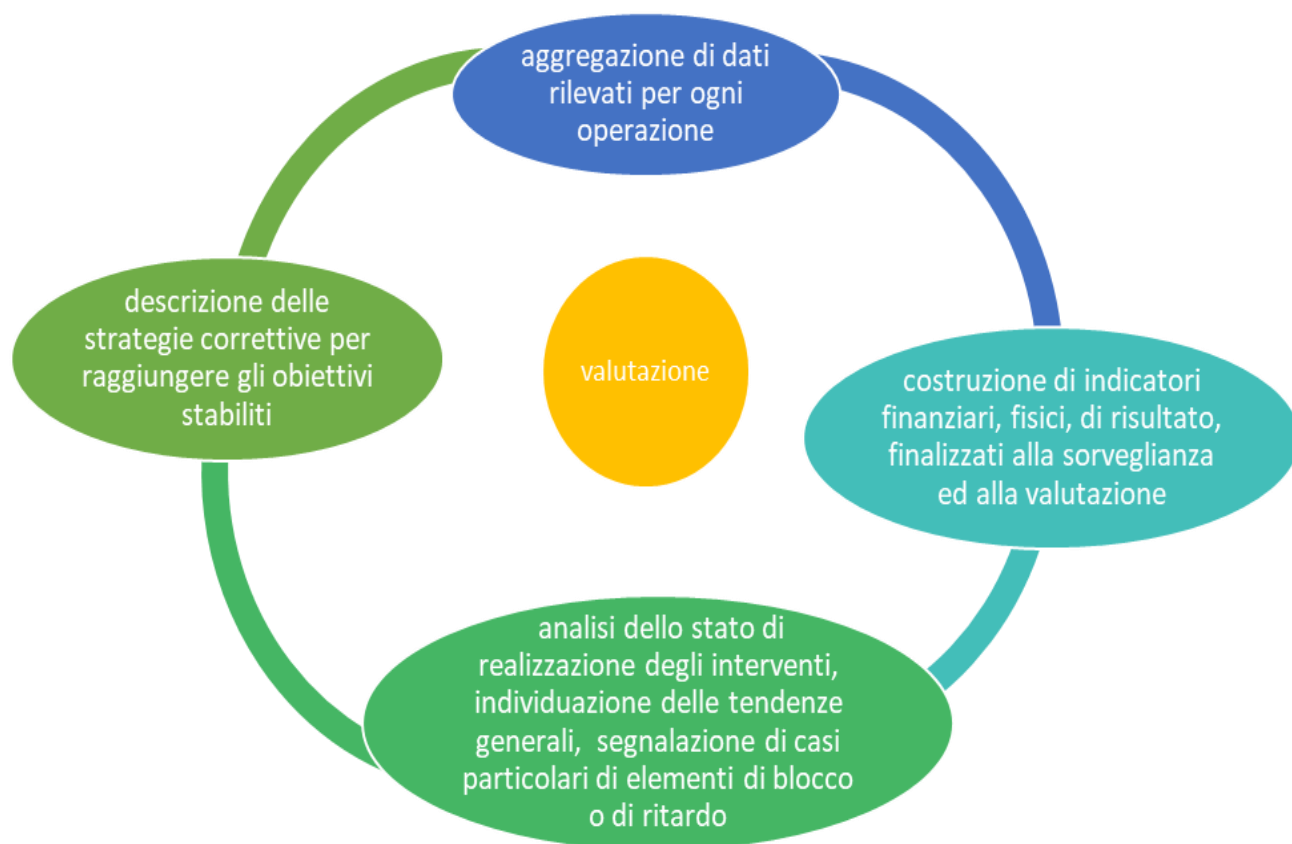 aggregazione di dati
rilevati per ogni
operazione
descrizione delle
strategie correttive per
raggiungere gli obiettivi
stabiliti
valutazione
costruzione di indicatori
finanziari, fisici, di risultato,
finalizzati alla sorveglianza
ed alla valutazione
analisi dello stato di
realizzazione degli interventi,
individuazione delle tendenze
generali, segnalazione di casi
particolari di elementi di blocco
o di ritardo